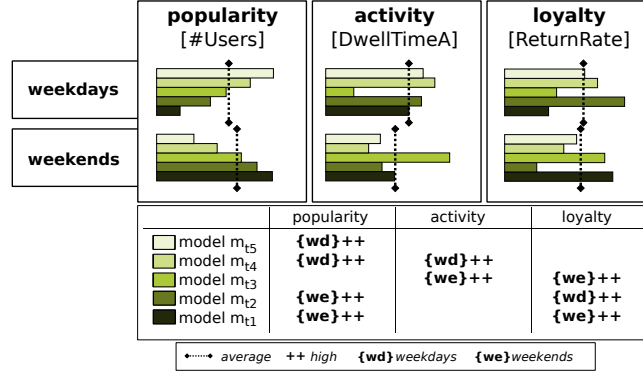 popularity activity loyalty
[#Users] [DwellTimeA] [ReturnRate]
weekdays
weekends
popularity activity loyalty
model mt5 {wd}++
model mt4 {wd}++ {wd}++
model mt3 {we}++ {we}++
model mt2 {we}++ {wd}++
model mt1 {we}++ {we}++
average ++ high {wd} weekdays {we} weekends